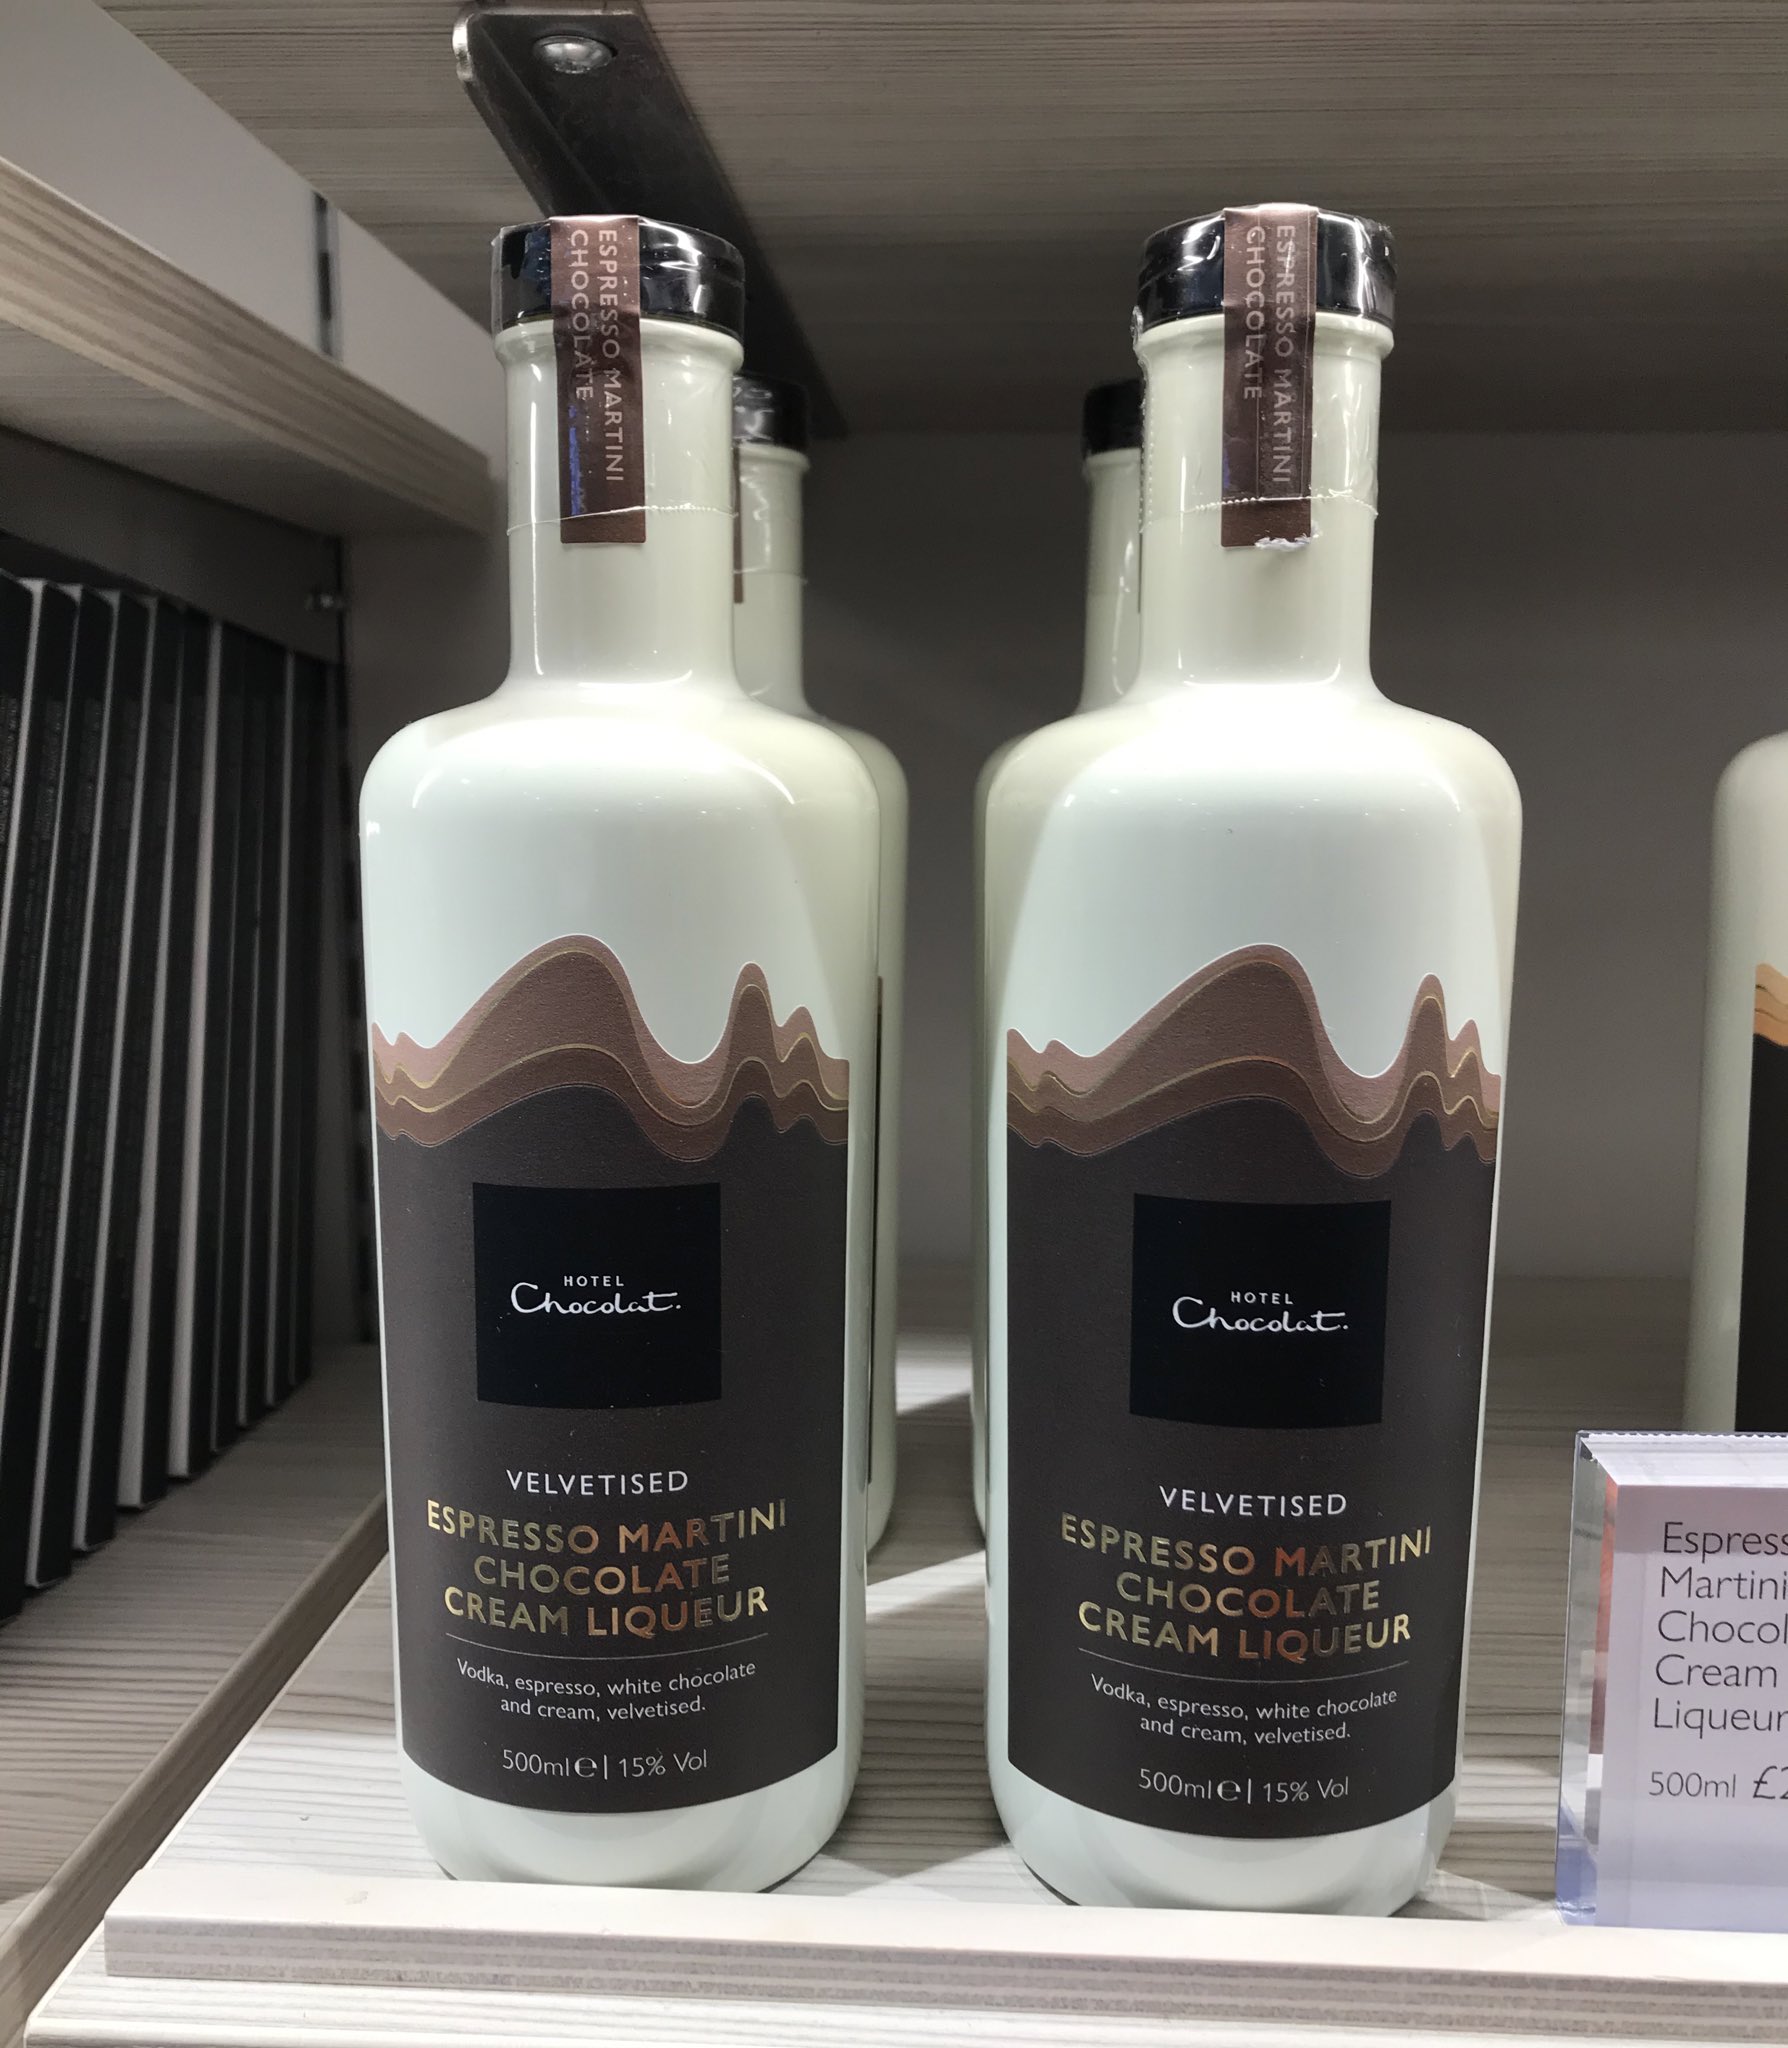 ESPRESSO MARTINI
CHOCOLATE
HOTEL
Chocolat.
VELVETISED
ESPRESSO MARTINI
CHOCOLATE
CREAM LIQUEUR
Vodka, espresso, white chocolate
and cream, velvetised.
500ml e | 15% Vol
ESPRESSO MARTINI
CHOCOLATE
HOTEL
Chocolat.
VELVETISED
ESPRESSO MARTINI
CHOCOLATE
CREAM LIQUEUR
Vodka, espresso, white chocolate
and cream, velvetised.
500ml e | 15% Vol
Martini
Cream
Liqueur
500ml